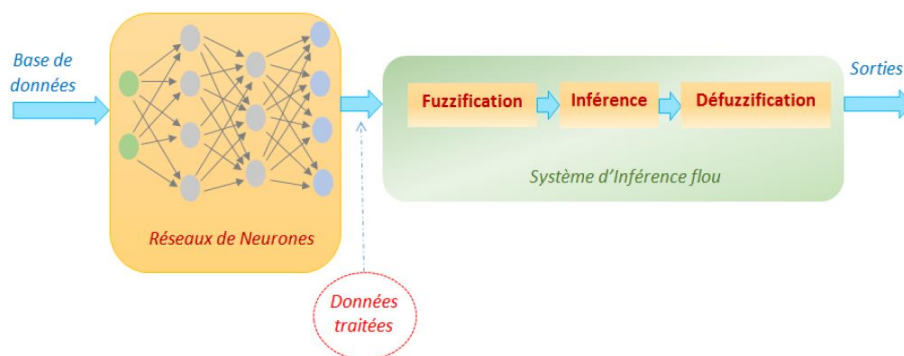 Base de
données
Réseaux de Neurones
Données
traitées
Fuzzification
Inférence
Défuzzification
Système d'Inférence flou
Sorties